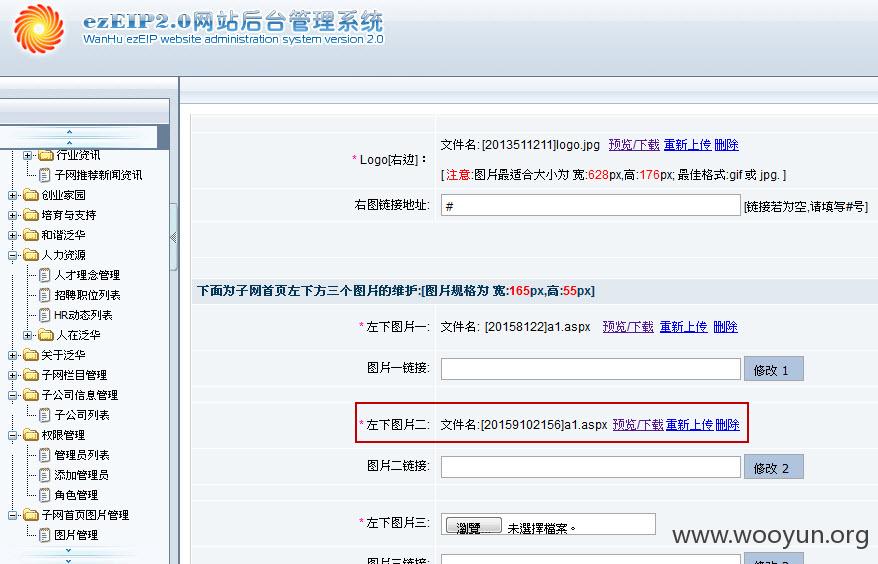 ezEIP2.0网站后台管理系统
WanHu ezEIP website administration system version 2.0
行业资讯
子网推荐新闻资讯
创业家园
培育与支持
和谐泛华
人力资源
人才理念管理
招聘职位列表
HR动态列表
人在泛华
关于泛华
子网栏目管理
子公司信息管理
子公司列表
权限管理
管理员列表
添加管理员
角色管理
子网首页图片管理
图片管理
* Logo[右边]： 文件名: [2013511211]logo.jpg 预览/下载 重新上传 删除
[ 注意:图片最适合大小为 宽:628px,高:176px; 最佳格式:gif 或 jpg. ]
右图链接地址: # [链接若为空,请填写#号]
下面为子网首页左下方三个图片的维护:[图片规格为 宽:165px,高:55px]
* 左下图片一: 文件名: [20158122]a1.aspx 预览/下载 重新上传 删除
图片一链接: 修改 1
* 左下图片二: 文件名:[20159102156]a1.aspx 预览/下载 重新上传 删除
图片二链接: 修改 2
* 左下图片三: 瀏覽... 未選擇檔案。
图片三链接: 修改 3
www.wooyun.org